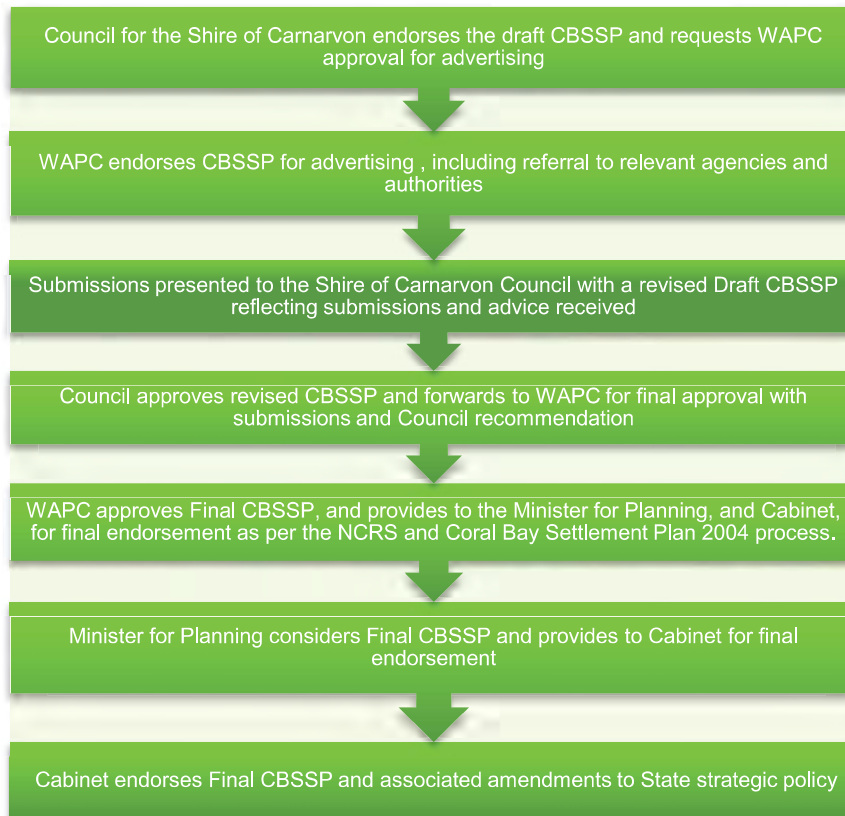 Council for the Shire of Carnarvon endorses the draft CBSSP and requests WAPC
approval for advertising
WAPC endorses CBSSP for advertising , including referral to relevant agencies and
authorities
Submissions presented to the Shire of Carnarvon Council with a revised Draft CBSSP
reflecting submissions and advice received
Council approves revised CBSSP and forwards to WAPC for final approval with
submissions and Council recommendation
WAPC approves Final CBSSP, and provides to the Minister for Planning, and Cabinet,
for final endorsement as per the NCRS and Coral Bay Settlement Plan 2004 process.
Minister for Planning considers Final CBSSP and provides to Cabinet for final
endorsement
Cabinet endorses Final CBSSP and associated amendments to State strategic policy